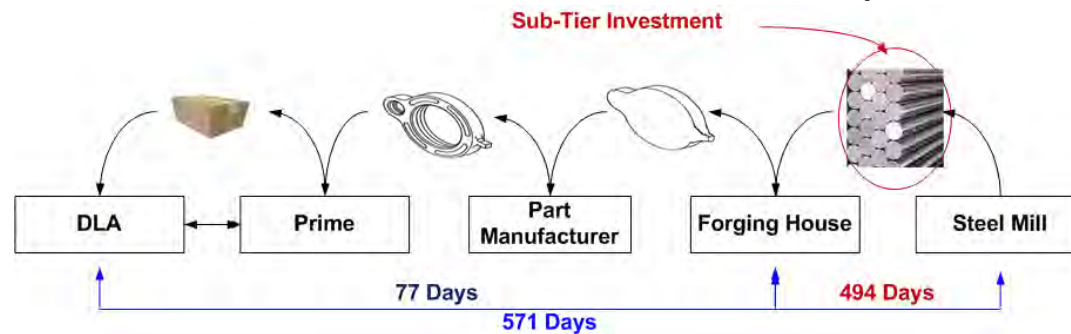 Sub-Tier Investment
DLA
Prime
Part
Manufacturer
Forging House
Steel Mill
77 Days
494 Days
571 Days